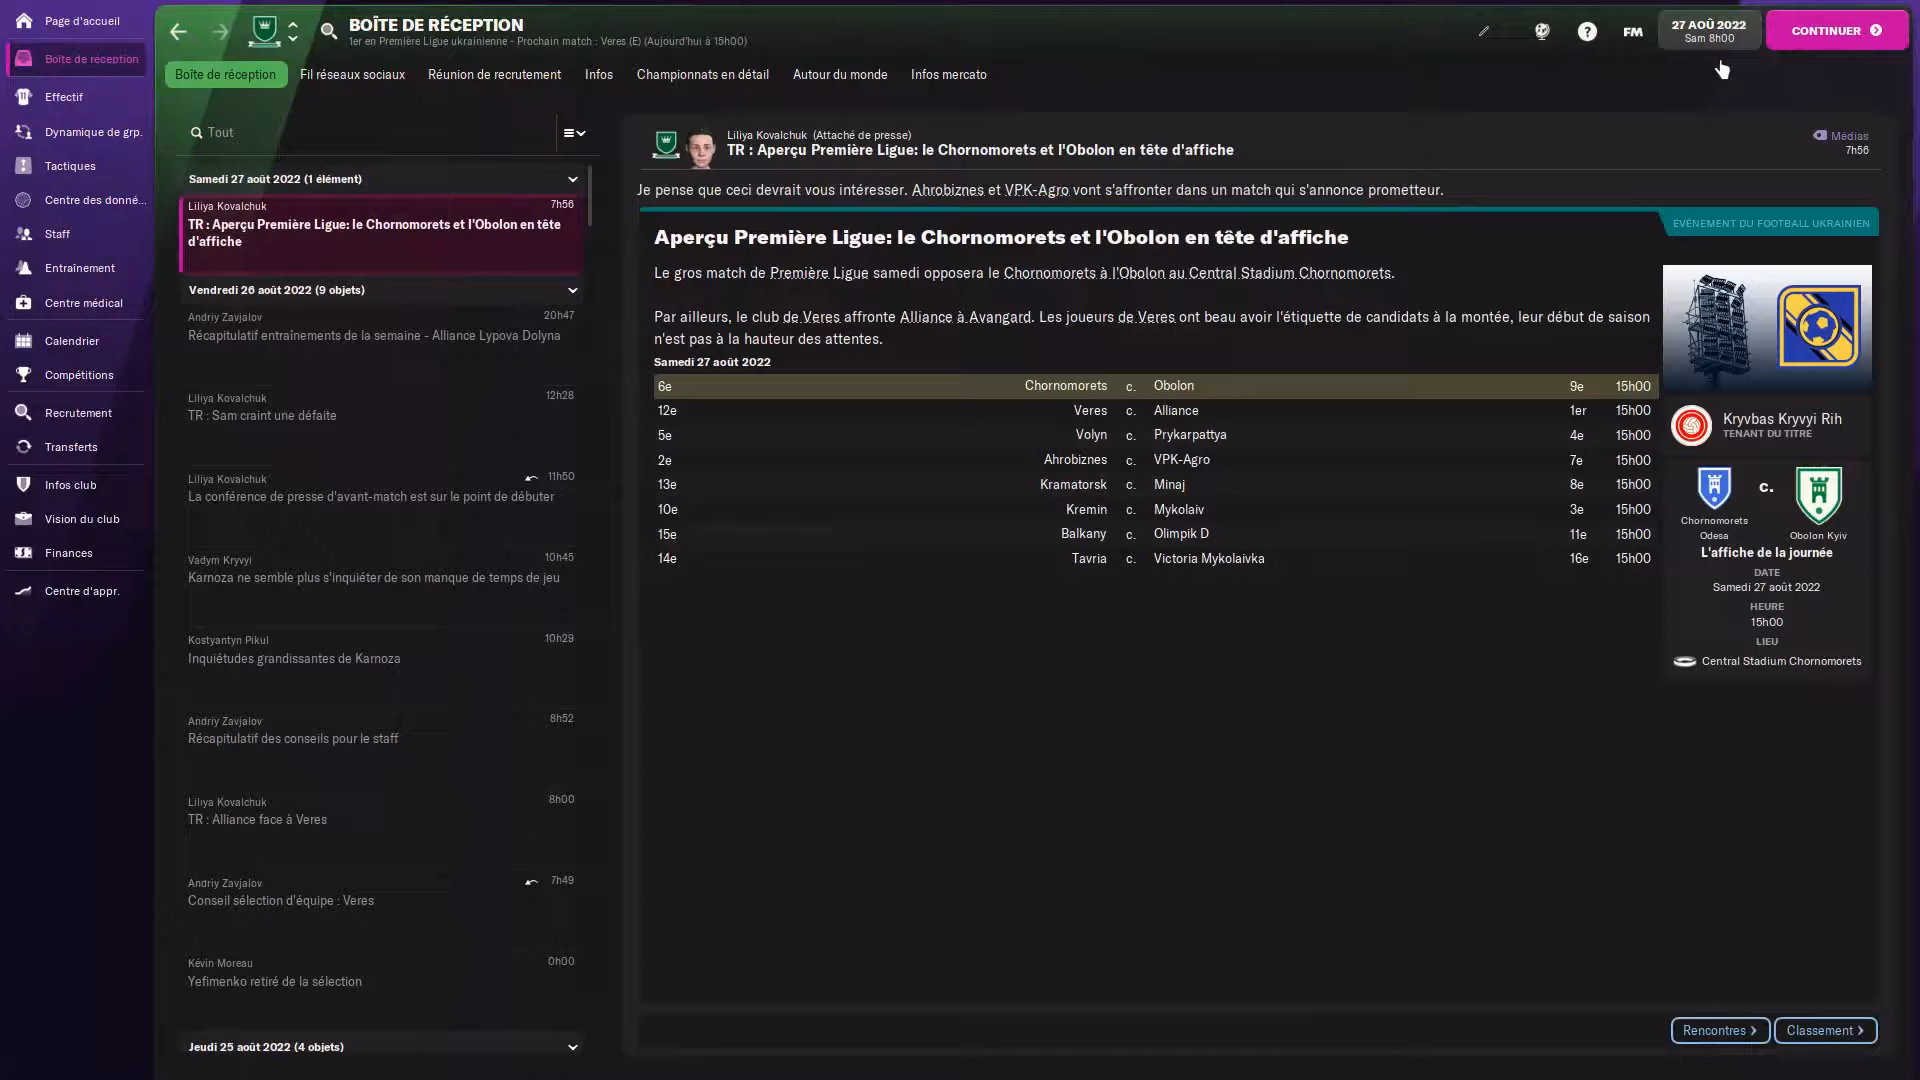 Page d'accueil
Boîte de réception
Effectif
Dynamique de grp.
Tactiques
Centre des donné...
Staff
Entraînement
Centre médical
Calendrier
Compétitions
Recrutement
Transferts
Infos club
Vision du club
Finances
Centre d'appr.
BOÎTE DE RÉCEPTION
1er en Première Ligue ukrainienne - Prochain match : Veres (E) (Aujourd'hui à 15h00)
FM
27 AOÛ 2022
Sam 8h00
CONTINUER
Boîte de réception Fil réseaux sociaux Réunion de recrutement Infos Championnats en détail Autour du monde Infos mercato
Tout
Samedi 27 août 2022 (1 élément)
Liliya Kovalchuk 7h56
TR : Aperçu Première Ligue: le Chornomorets et l'Obolon en tête
d'affiche
Vendredi 26 août 2022 (9 objets)
Andriy Zavjalov 20h47
Récapitulatif entraînements de la semaine - Alliance Lypova Dolyna
Liliya Kovalchuk 12h28
TR : Sam craint une défaite
Liliya Kovalchuk 11h50
La conférence de presse d'avant-match est sur le point de débuter
Vadym Kryvyi 10h45
Karnoza ne semble plus s'inquiéter de son manque de temps de jeu
Kostyantyn Pikul 10h29
Inquiétudes grandissantes de Karnoza
Andriy Zavjalov 8h52
Récapitulatif des conseils pour le staff
Liliya Kovalchuk 8h00
TR : Alliance face à Veres
Andriy Zavjalov 7h49
Conseil sélection d'équipe : Veres
Kévin Moreau 0h00
Yefimenko retiré de la sélection
Jeudi 25 août 2022 (4 objets)
Liliya Kovalchuk (Attaché de presse)
TR : Aperçu Première Ligue: le Chornomorets et l'Obolon en tête d'affiche
Médias
7h56
Je pense que ceci devrait vous intéresser. Ahrobiznes et VPK-Agro vont s'affronter dans un match qui s'annonce prometteur.
ÉVÉNEMENT DU FOOTBALL UKRAINIEN
Aperçu Première Ligue: le Chornomorets et l'Obolon en tête d'affiche
Le gros match de Première Ligue samedi opposera le Chornomorets à l'Obolon au Central Stadium Chornomorets.
Par ailleurs, le club de Veres affronte Alliance à Avangard. Les joueurs de Veres ont beau avoir l'étiquette de candidats à la montée, leur début de saison
n'est pas à la hauteur des attentes.
Samedi 27 août 2022
6e Chornomorets c. Obolon 9e 15h00
12e Veres c. Alliance 1er 15h00
5e Volyn c. Prykarpattya 4e 15h00
2e Ahrobiznes c. VPK-Agro 7e 15h00
13e Kramatorsk c. Minaj 8e 15h00
10e Kremin c. Mykolaiv 3e 15h00
15e Balkany c. Olimpik D 11e 15h00
14e Tavria c. Victoria Mykolaivka 16e 15h00
Kryvbas Kryvyi Rih
TENANT DU TITRE
c.
Chornomorets
Odesa
Obolon Kyiv
L'affiche de la journée
DATE
Samedi 27 août 2022
HEURE
15h00
LIEU
Central Stadium Chornomorets
Rencontres
Classement